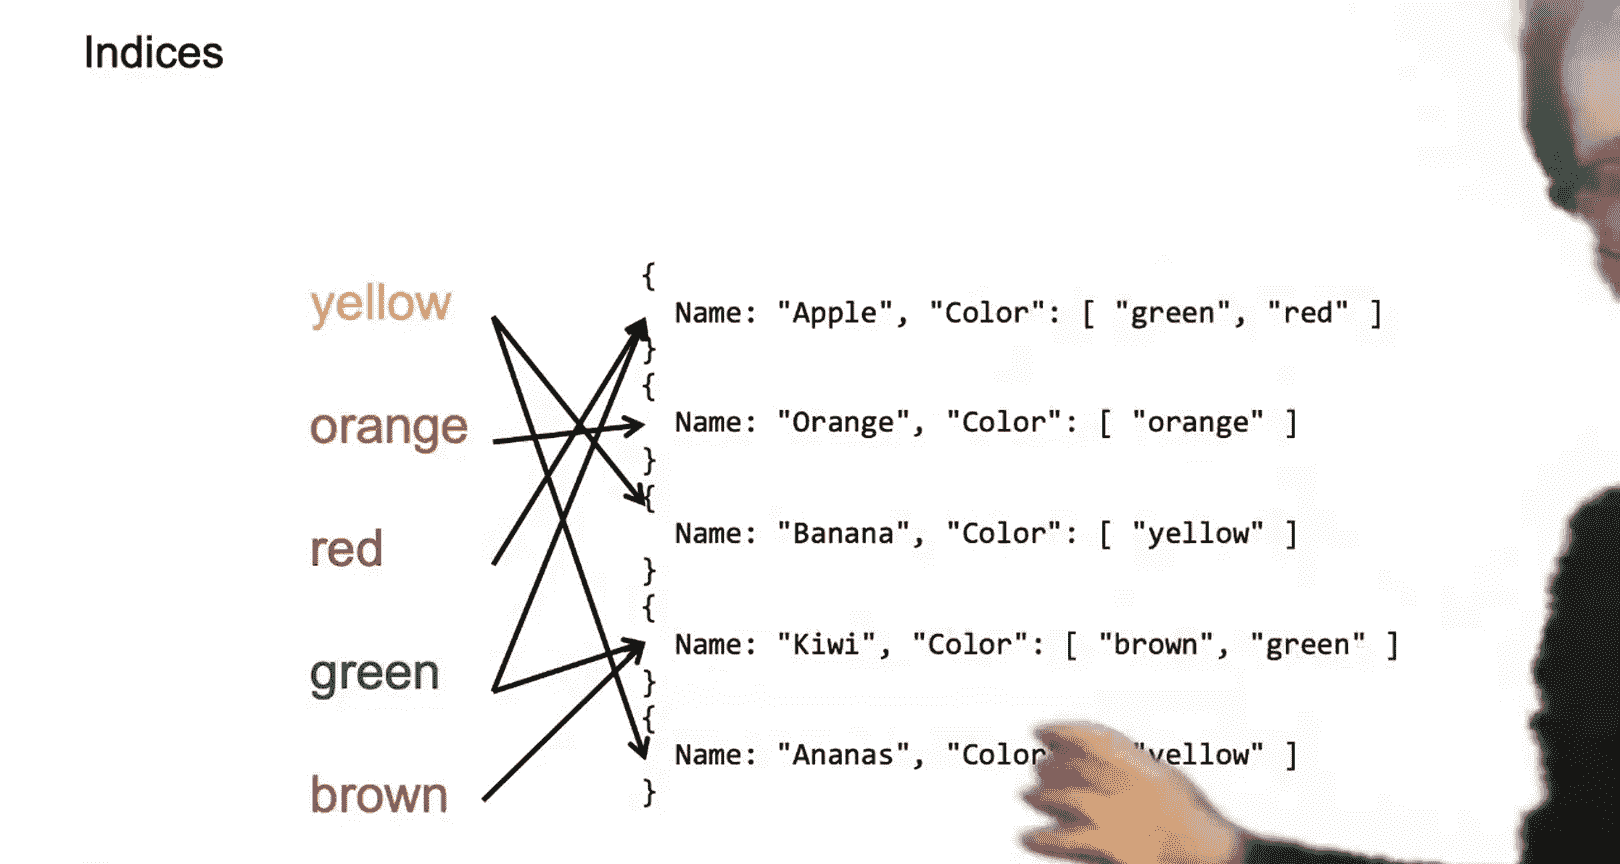 Indices
yellow
orange
red
green
brown
{
Name: "Apple", "Color": [ "green", "red" ]
}
{
Name: "Orange", "Color": [ "orange" ]
}
{
Name: "Banana", "Color": [ "yellow" ]
}
{
Name: "Kiwi", "Color": [ "brown", "green" ]
}
{
Name: "Ananas", "Color "yellow" ]
}